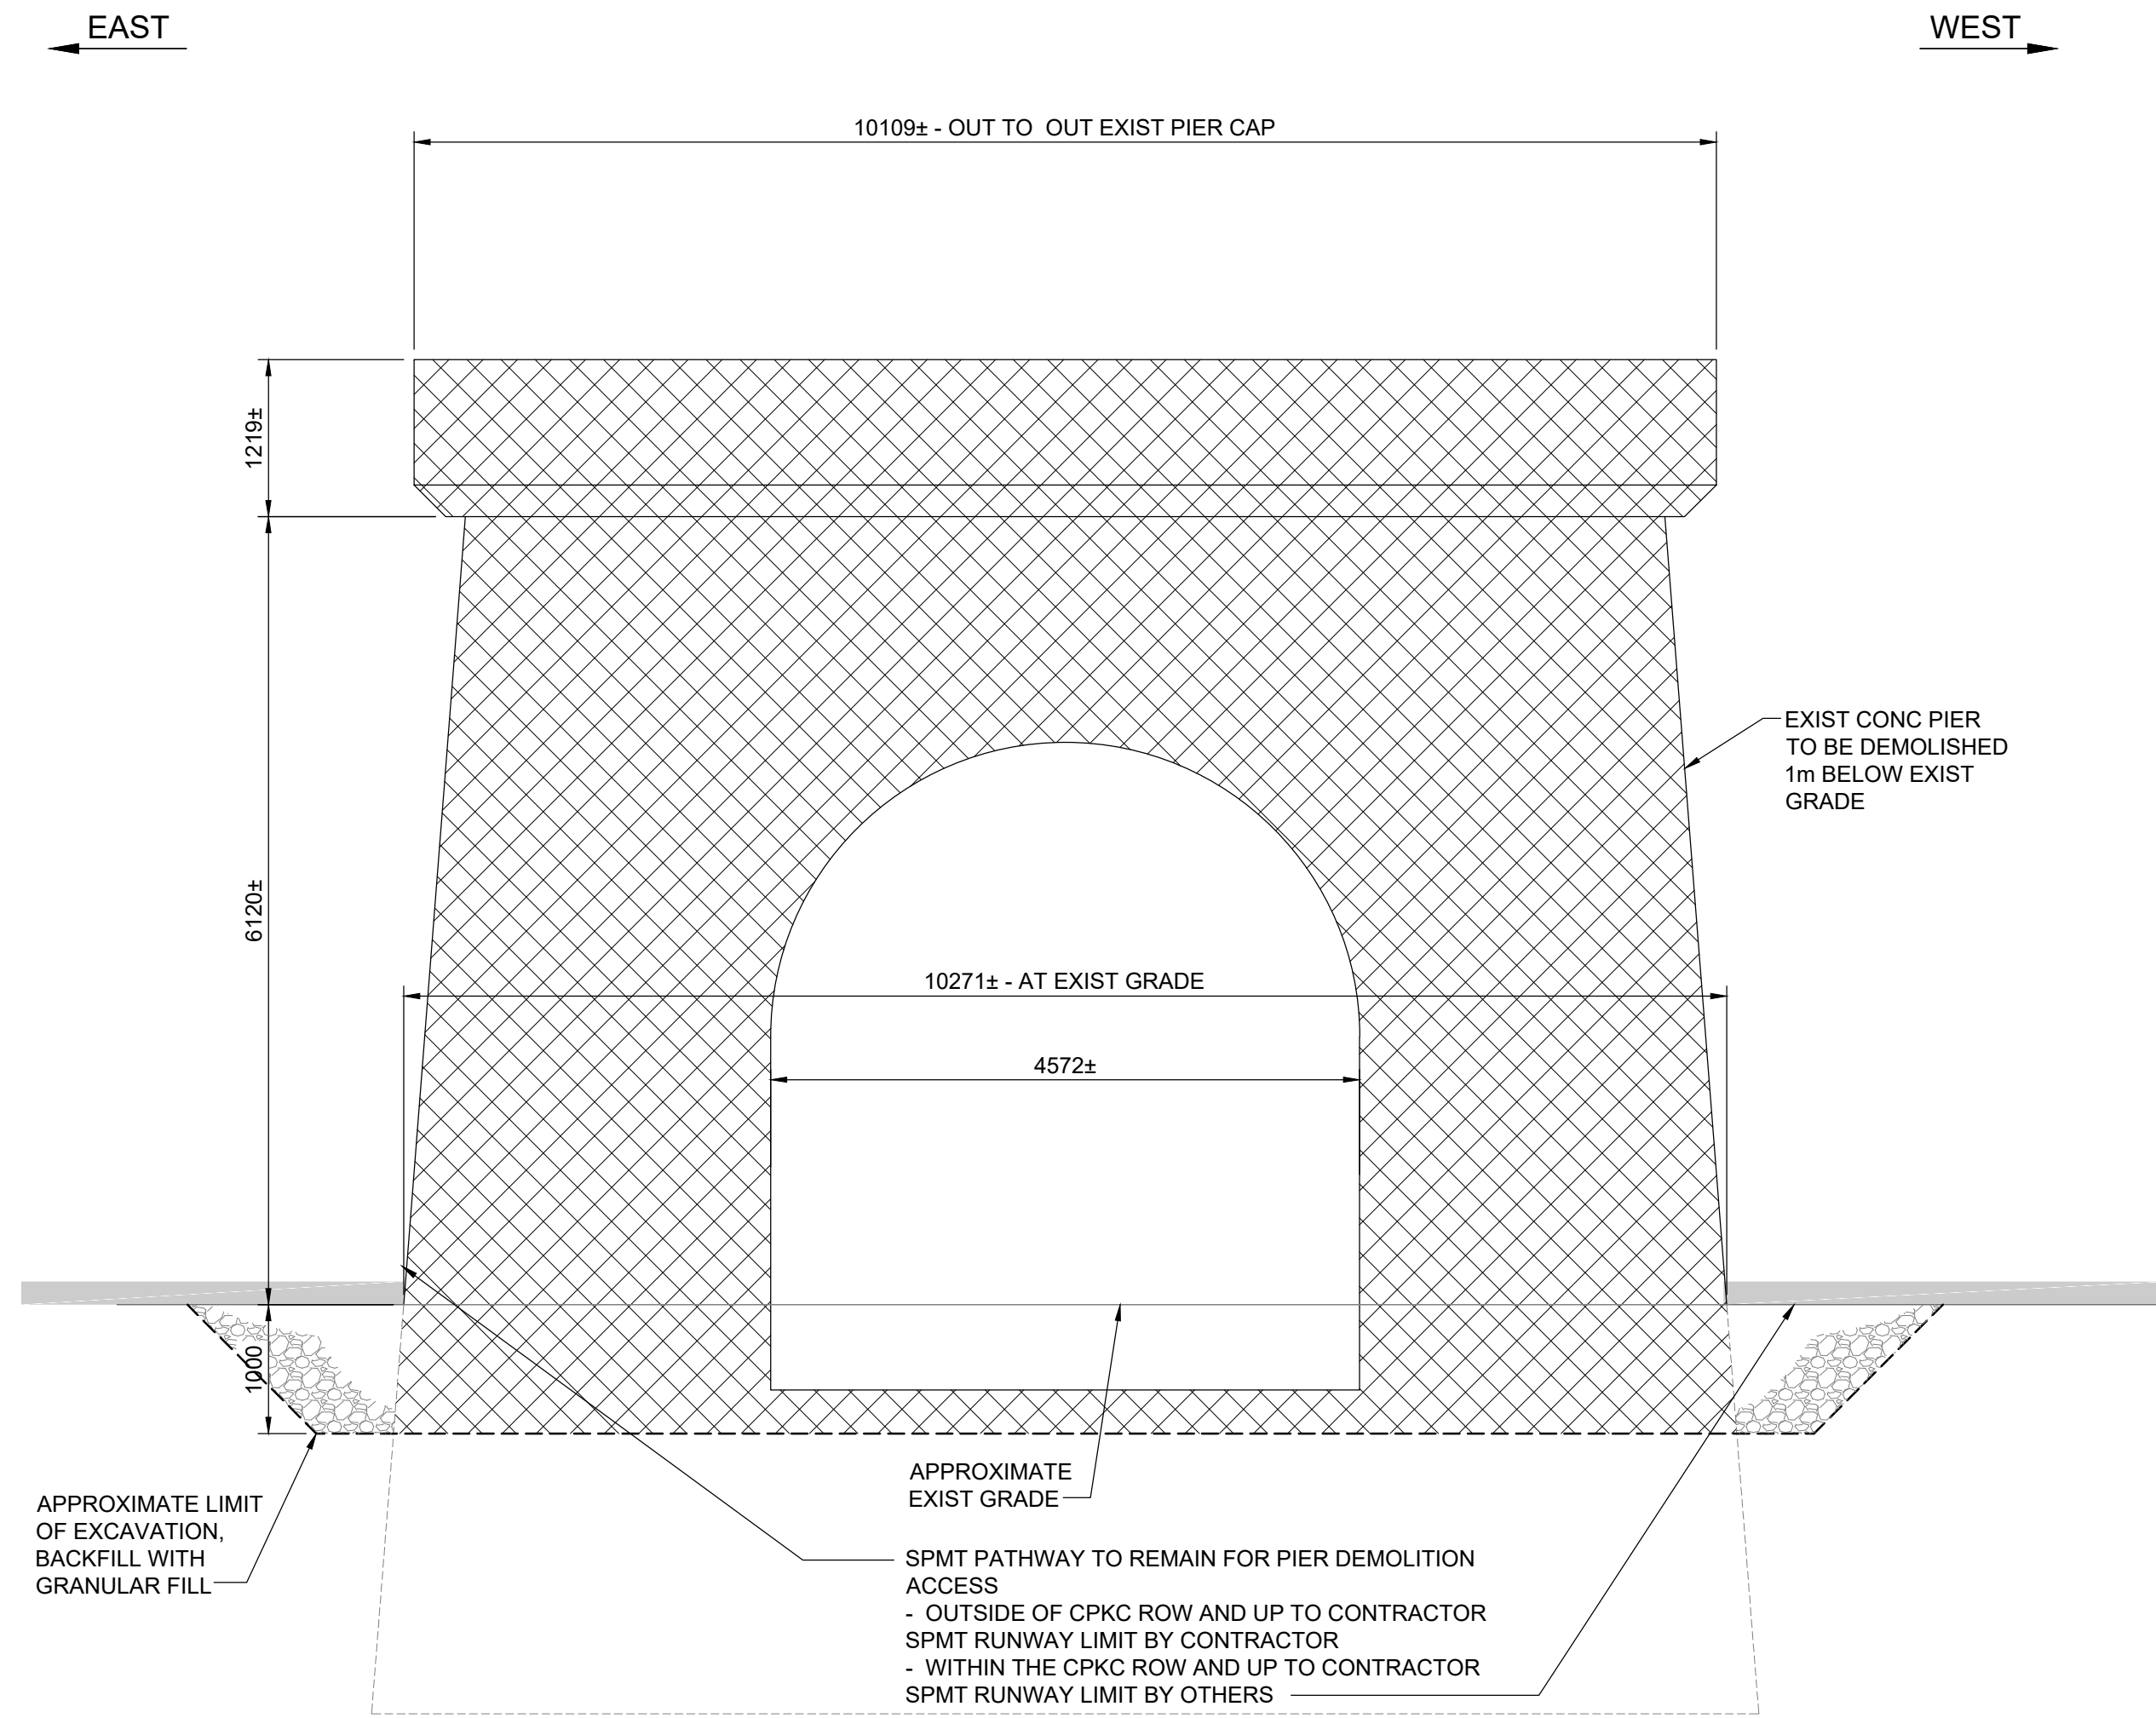 EAST
WEST
10109± - OUT TO OUT EXIST PIER CAP
1219±
EXIST CONC PIER
TO BE DEMOLISHED
1m BELOW EXIST
GRADE
6120±
10271± - AT EXIST GRADE
4572±
1000
APPROXIMATE
EXIST GRADE
APPROXIMATE LIMIT
OF EXCAVATION,
BACKFILL WITH
GRANULAR FILL
SPMT PATHWAY TO REMAIN FOR PIER DEMOLITION
ACCESS
- OUTSIDE OF CPKC ROW AND UP TO CONTRACTOR
SPMT RUNWAY LIMIT BY CONTRACTOR
- WITHIN THE CPKC ROW AND UP TO CONTRACTOR
SPMT RUNWAY LIMIT BY OTHERS